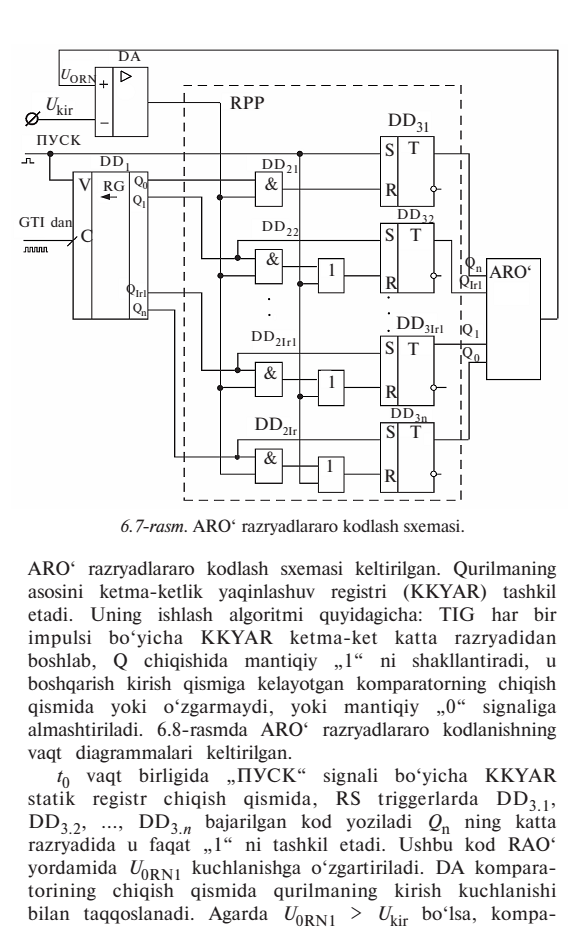 DA
U_ORN
+
U_kir
−
RPP
ПУСК
DD_31
S T
R
DD_1
V RG Q_0
Q_1
GTI dan
C
Q_Ir1
Q_n
DD_21
&
DD_22
&
1
DD_32
S T
R
Q_n
Q_Ir1
ARO‘
Q_1
Q_0
DD_2Ir1
&
1
DD_3Ir1
S T
R
DD_2Ir
&
1
DD_3n
S T
R
6.7-rasm. ARO‘ razryadlararo kodlash sxemasi.
ARO‘ razryadlararo kodlash sxemasi keltirilgan. Qurilmaning
asosini ketma-ketlik yaqinlashuv registri (KKYAR) tashkil
etadi. Uning ishlash algoritmi quyidagicha: TIG har bir
impulsi bo‘yicha KKYAR ketma-ket katta razryadidan
boshlab, Q chiqishida mantiqiy „1“ ni shakllantiradi, u
boshqarish kirish qismiga kelayotgan komparatorning chiqish
qismida yoki o‘zgarmaydi, yoki mantiqiy „0“ signaliga
almashtiriladi. 6.8-rasmda ARO‘ razryadlararo kodlanishning
vaqt diagrammalari keltirilgan.
t_0 vaqt birligida „ПУСК“ signali bo‘yicha KKYAR
statik registr chiqish qismida, RS triggerlarda DD_3.1,
DD_3.2, ..., DD_3.n bajarilgan kod yoziladi Q_n ning katta
razryadida u faqat „1“ ni tashkil etadi. Ushbu kod RAO‘
yordamida U_0RN1 kuchlanishga o‘zgartiriladi. DA kompara-
torining chiqish qismida qurilmaning kirish kuchlanishi
bilan taqqoslanadi. Agarda U_0RN1 > U_kir bo‘lsa, kompa-